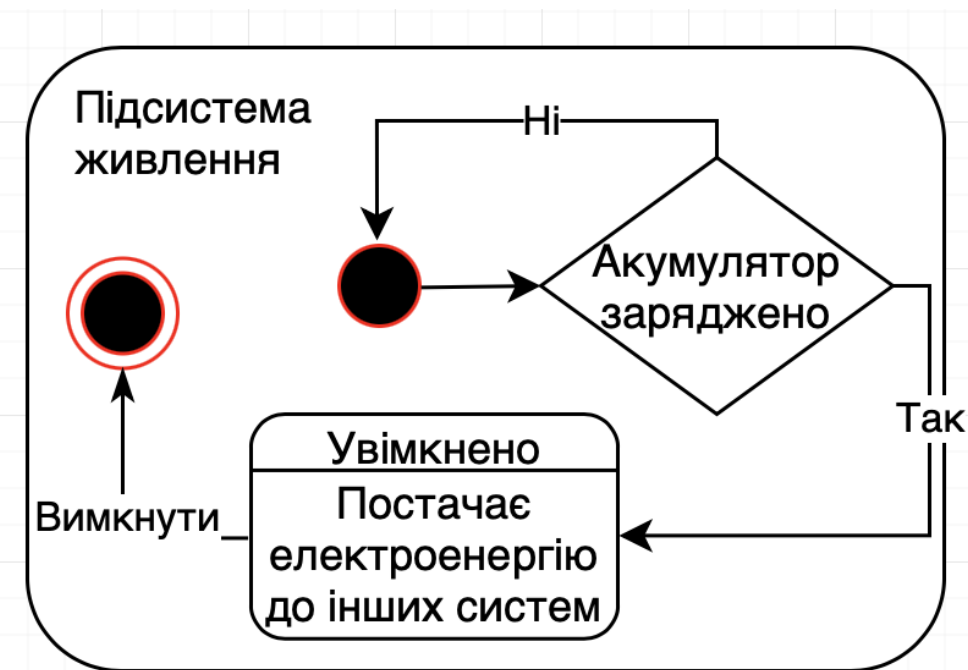 Підсистема
живлення
Ні
Акумулятор
заряджено
Так
Увімкнено
Постачає
електроенергію
до інших систем
Вимкнути